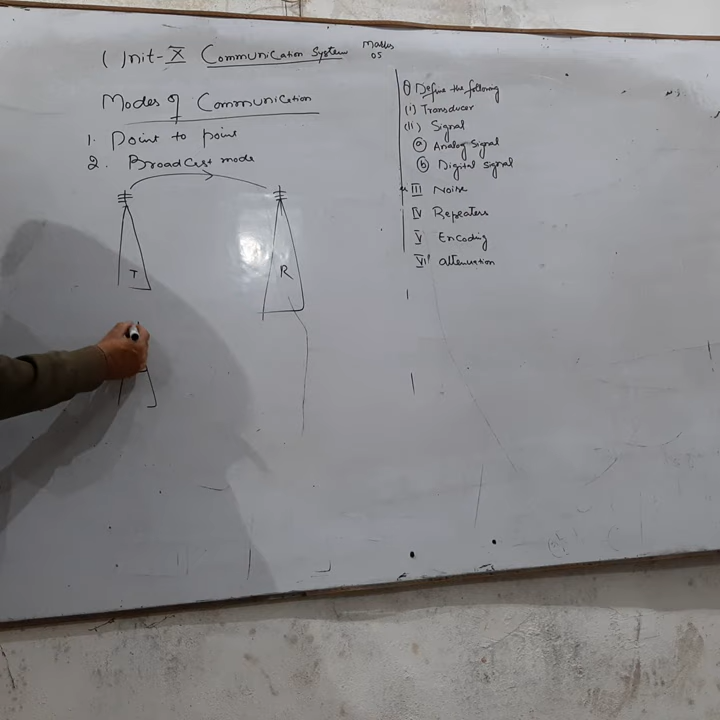 Unit-X Communication System Marks 05
Modes of Communication
1. Point to point
2. BroadCast mode
T
R
Q Define the following
(i) Transducer
(ii) Signal
(a) Analog Signal
(b) Digital signal
III Noise
IV Repeaters
V Encoding
VI attenuation